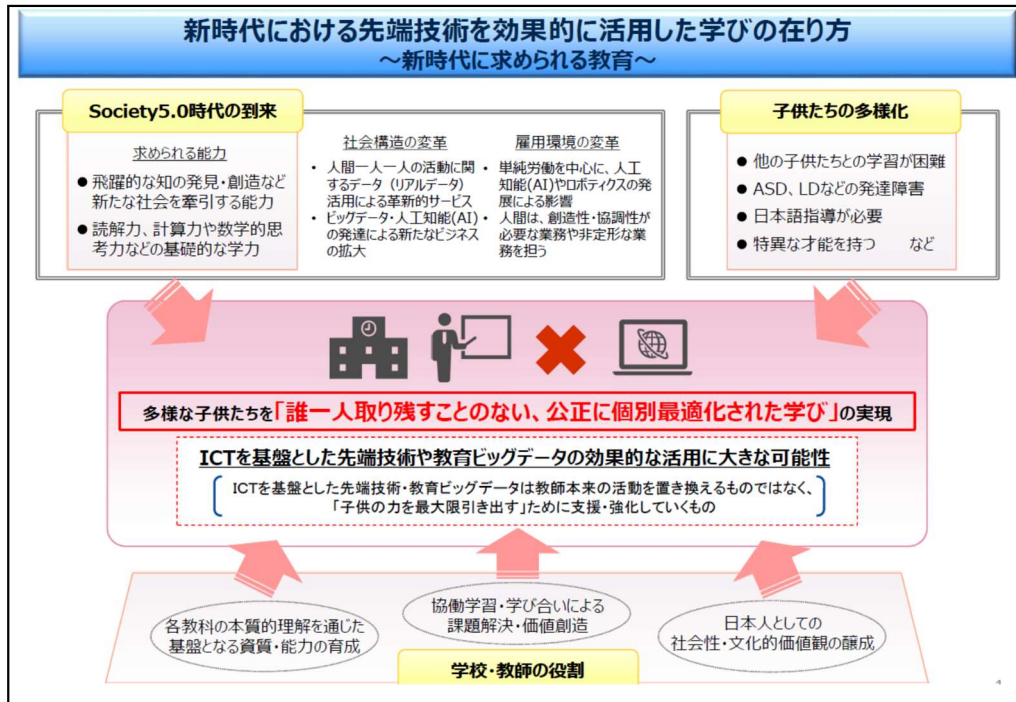 新時代における先端技術を効果的に活用した学びの在り方
～新時代に求められる教育～
Society5.0時代の到来
求められる能力
● 飛躍的な知の発見・創造など
新たな社会を牽引する能力
● 読解力、計算力や数学的思
考力などの基礎的な学力
社会構造の変革
• 人間一人一人の活動に関
するデータ（リアルデータ）
活用による革新的サービス
• ビッグデータ・人工知能(AI)
の発達による新たなビジネス
の拡大
雇用環境の変革
• 単純労働を中心に、人工
知能(AI)やロボティクスの発
展による影響
• 人間は、創造性・協調性が
必要な業務や非定形な業
務を担う
子供たちの多様化
● 他の子供たちとの学習が困難
● ASD、LDなどの発達障害
● 日本語指導が必要
● 特異な才能を持つ　　など
多様な子供たちを「誰一人取り残すことのない、公正に個別最適化された学び」の実現
ICTを基盤とした先端技術や教育ビッグデータの効果的な活用に大きな可能性
ICTを基盤とした先端技術・教育ビッグデータは教師本来の活動を置き換えるものではなく、
「子供の力を最大限引き出す」ために支援・強化していくもの
各教科の本質的理解を通じた
基盤となる資質・能力の育成
協働学習・学び合いによる
課題解決・価値創造
日本人としての
社会性・文化的価値観の醸成
学校・教師の役割
4